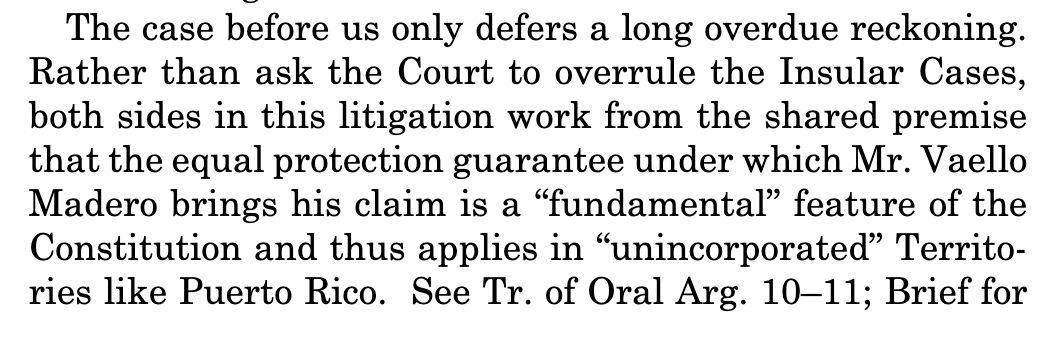 The case before us only defers a long overdue reckoning.
Rather than ask the Court to overrule the Insular Cases,
both sides in this litigation work from the shared premise
that the equal protection guarantee under which Mr. Vaello
Madero brings his claim is a “fundamental” feature of the
Constitution and thus applies in “unincorporated” Territo-
ries like Puerto Rico.  See Tr. of Oral Arg. 10–11; Brief for